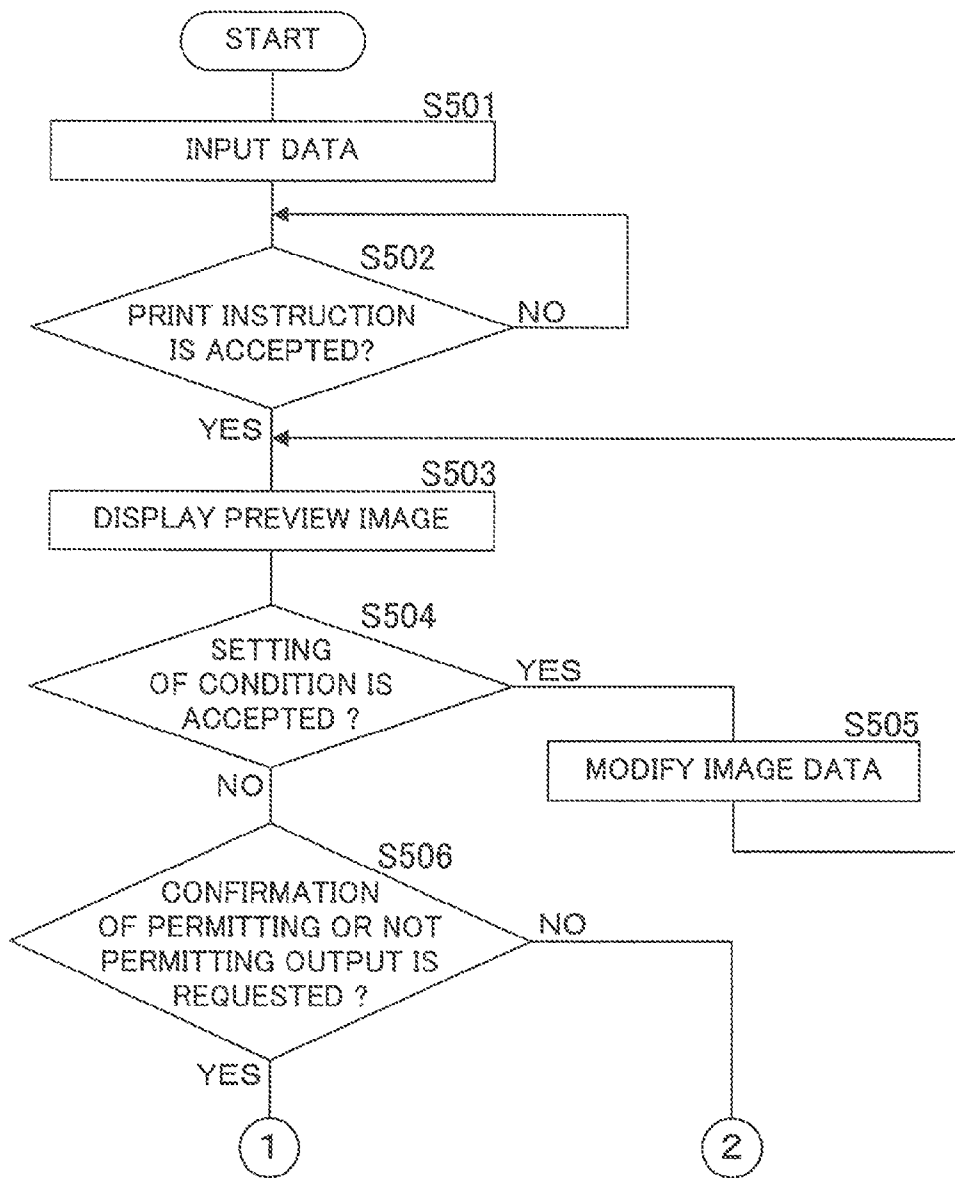 START
S501
INPUT DATA
S502
PRINT INSTRUCTION
IS ACCEPTED?
NO
YES
S503
DISPLAY PREVIEW IMAGE
S504
SETTING
OF CONDITION IS
ACCEPTED ?
YES
S505
MODIFY IMAGE DATA
NO
S506
CONFIRMATION
OF PERMITTING OR NOT
PERMITTING OUTPUT IS
REQUESTED ?
NO
YES
1
2